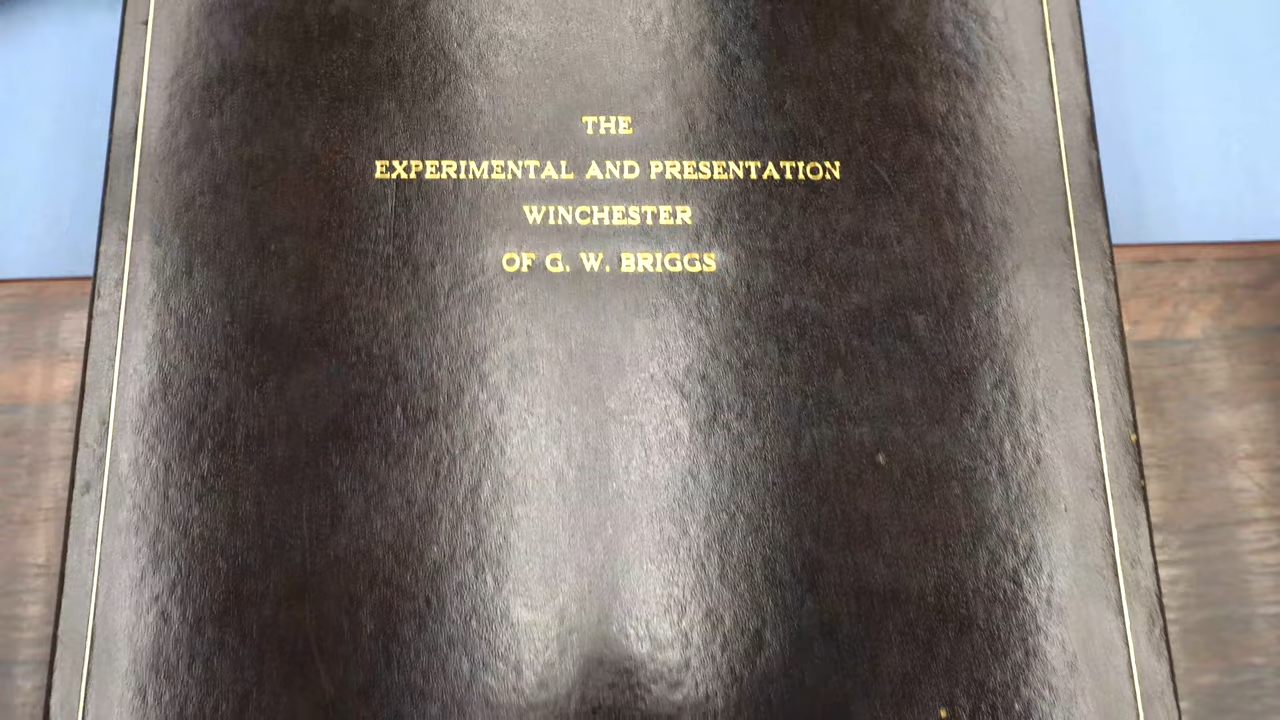 THE
EXPERIMENTAL AND PRESENTATION
WINCHESTER
OF G. W. BRIGGS